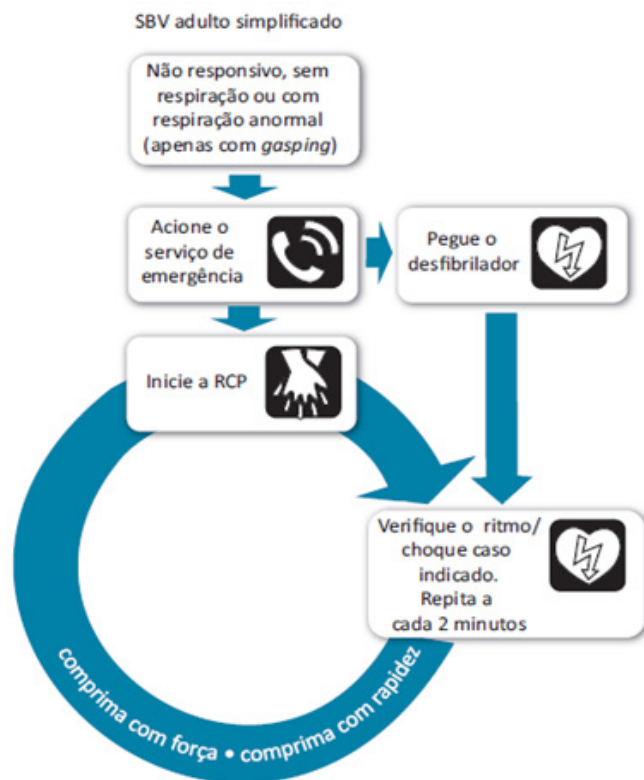 SBV adulto simplificado
Não responsivo, sem
respiração ou com
respiração anormal
(apenas com gasping)
Acione o
serviço de
emergência
Pegue o
desfibrilador
Inicie a RCP
Verifique o ritmo/
choque caso
indicado.
Repita a
cada 2 minutos
comprima com força • comprima com rapidez